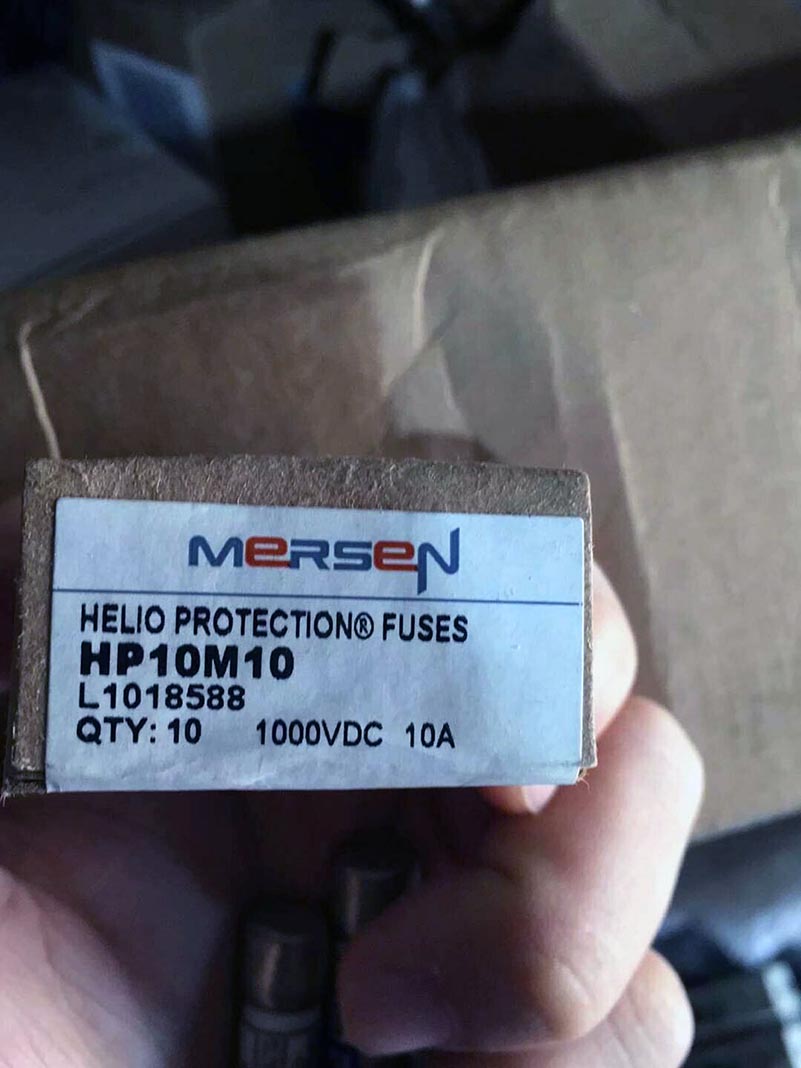 MERSEN
HELIO PROTECTION® FUSES
HP10M10
L1018588
QTY: 10 1000VDC 10A